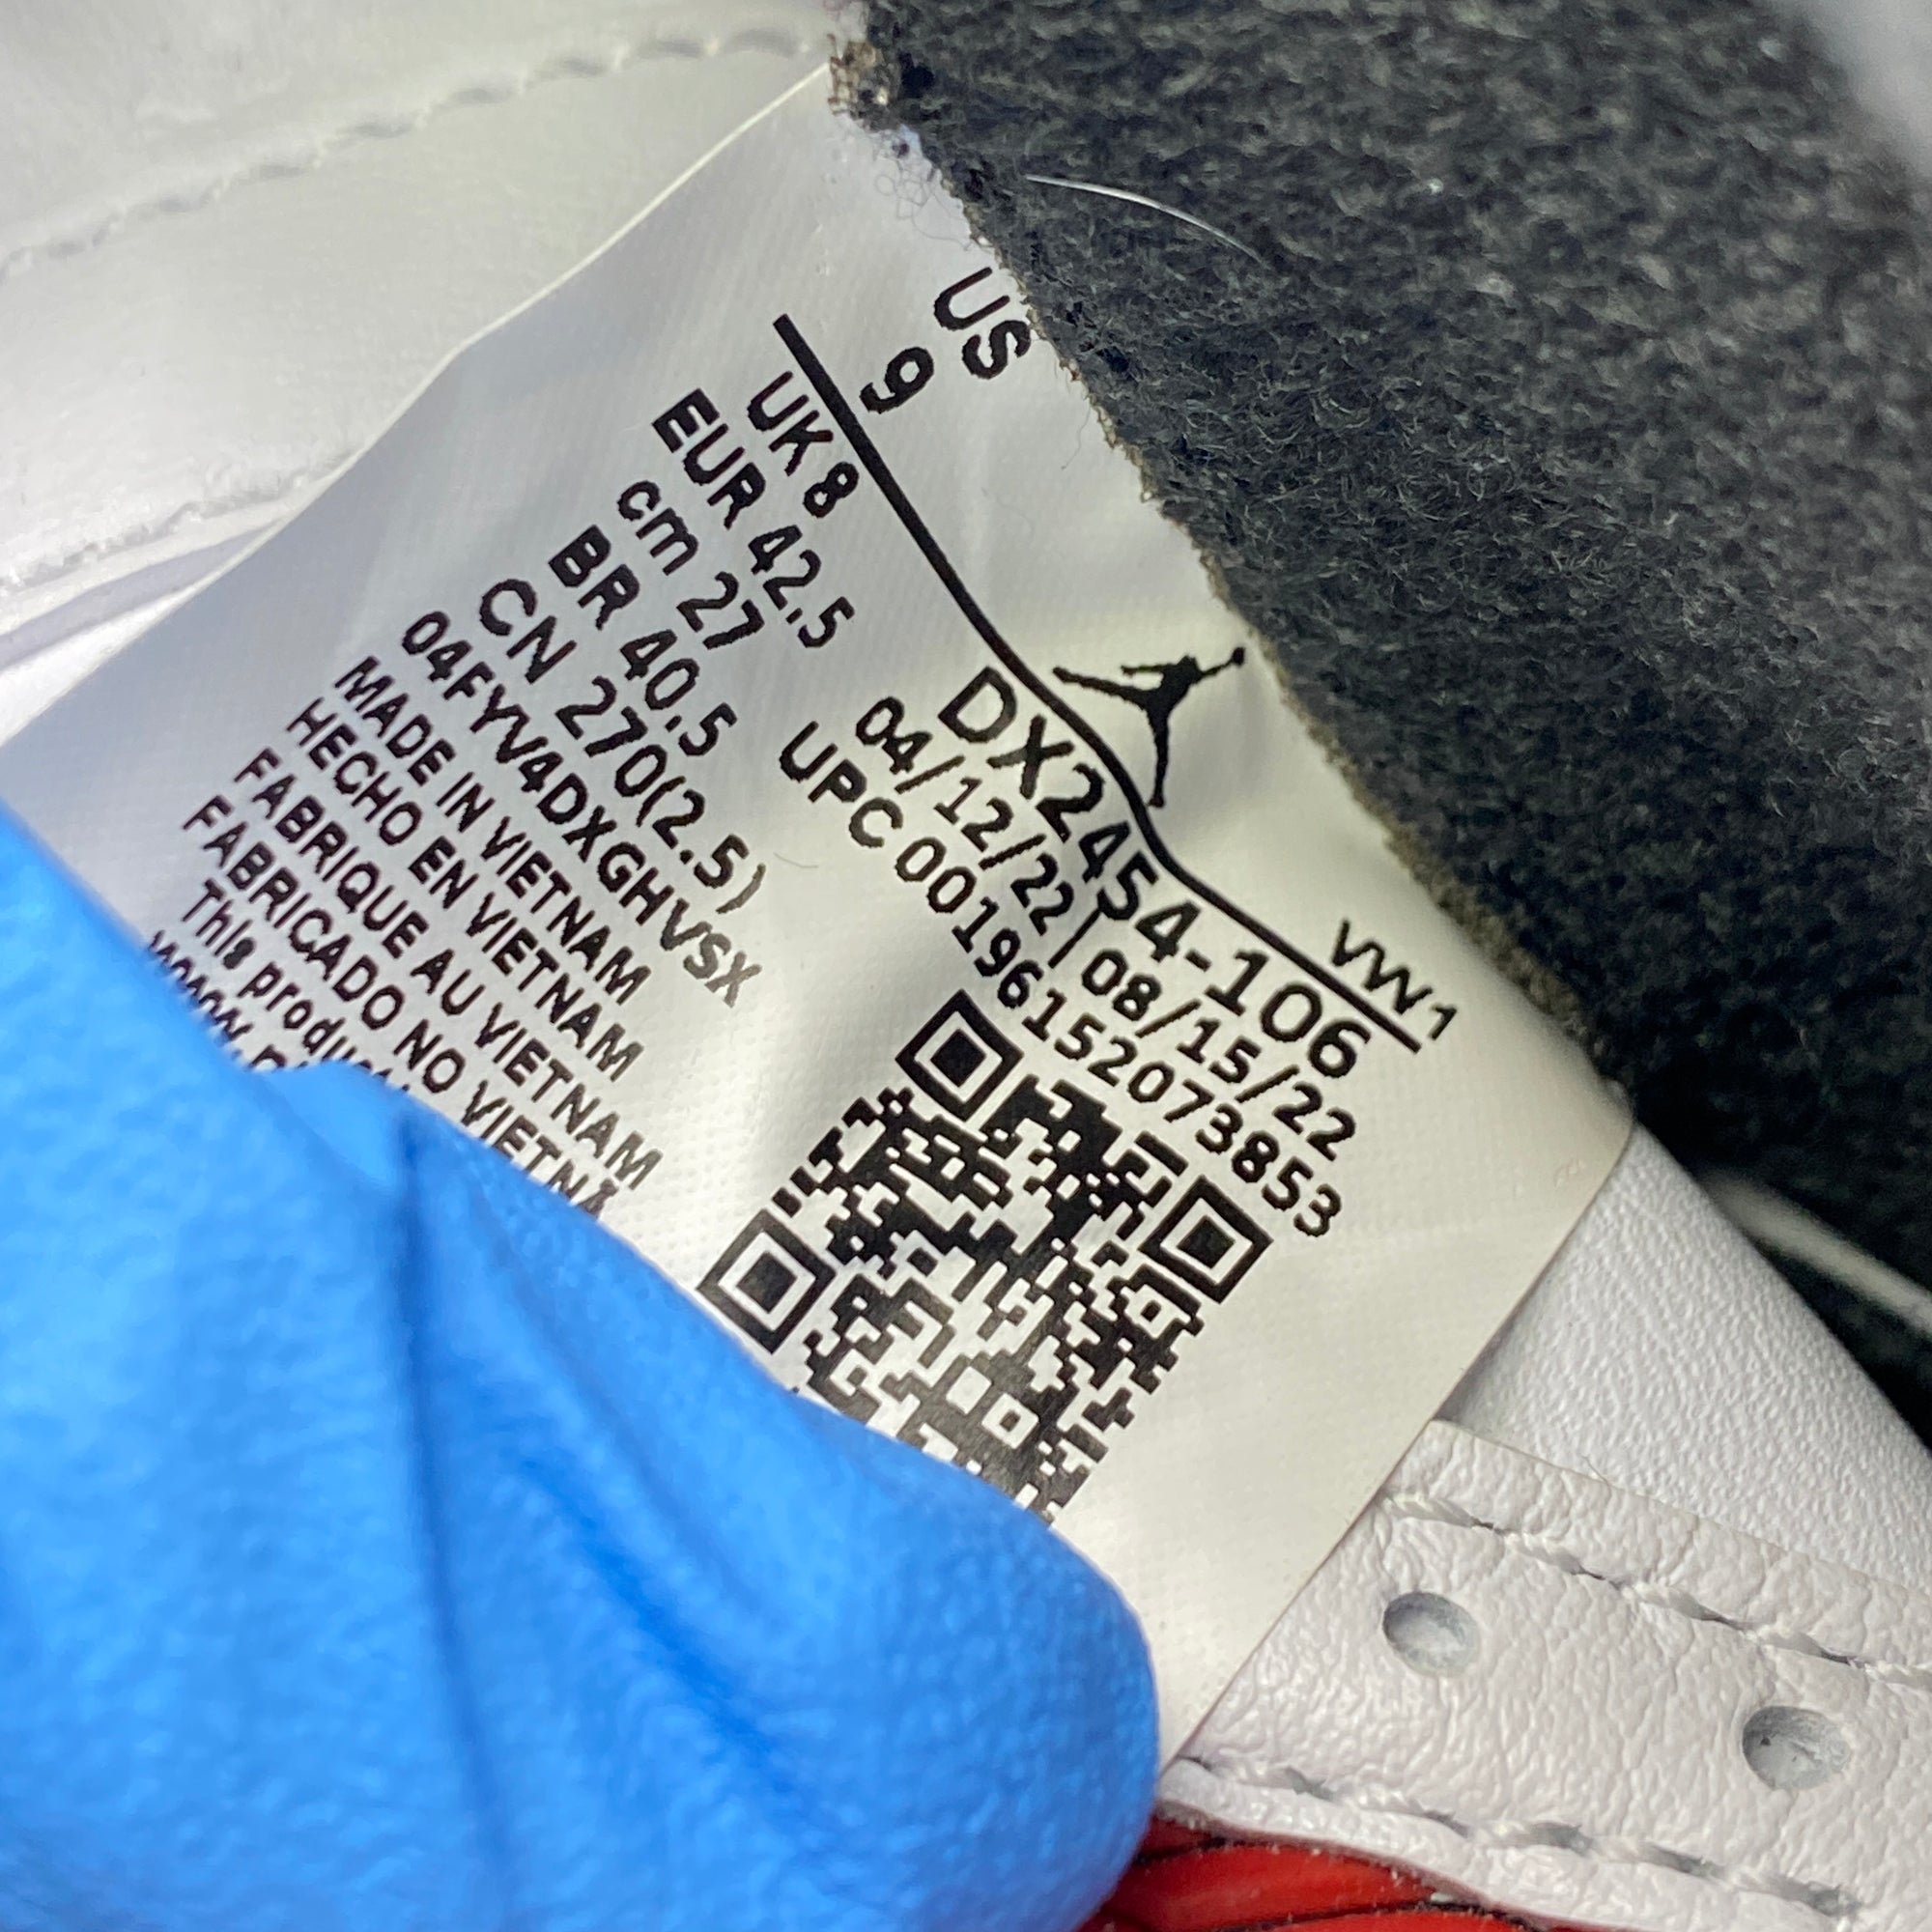 US
9
VW1
UK 8
EUR 42.5
cm 27
BR 40.5
CN 270(2.5)
04FYV4DXGHVSX
MADE IN VIETNAM
HECHO EN VIETNAM
FABRIQUE AU VIETNAM
FABRICADO NO VIETNÃ
This
DX2454-106
04/12/22 | 08/15/22
UPC 00196152073853